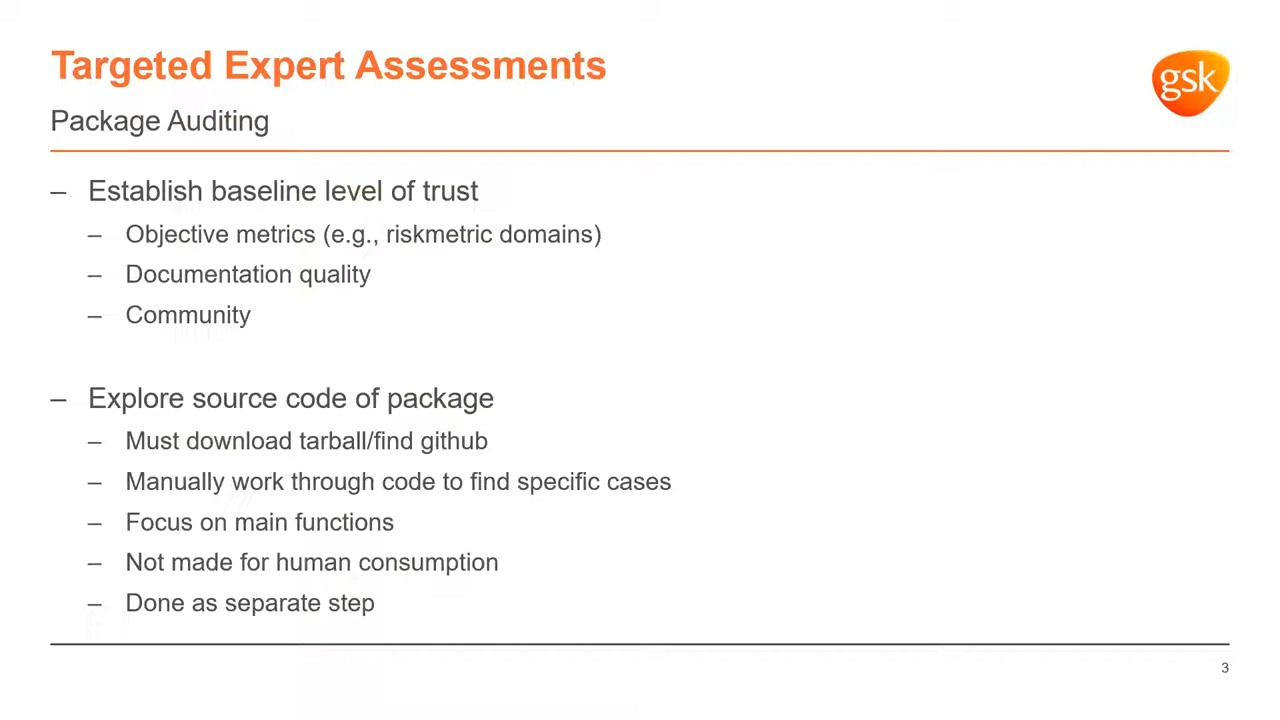 Targeted Expert Assessments
gsk
Package Auditing
– Establish baseline level of trust
– Objective metrics (e.g., riskmetric domains)
– Documentation quality
– Community
– Explore source code of package
– Must download tarball/find github
– Manually work through code to find specific cases
– Focus on main functions
– Not made for human consumption
– Done as separate step
3